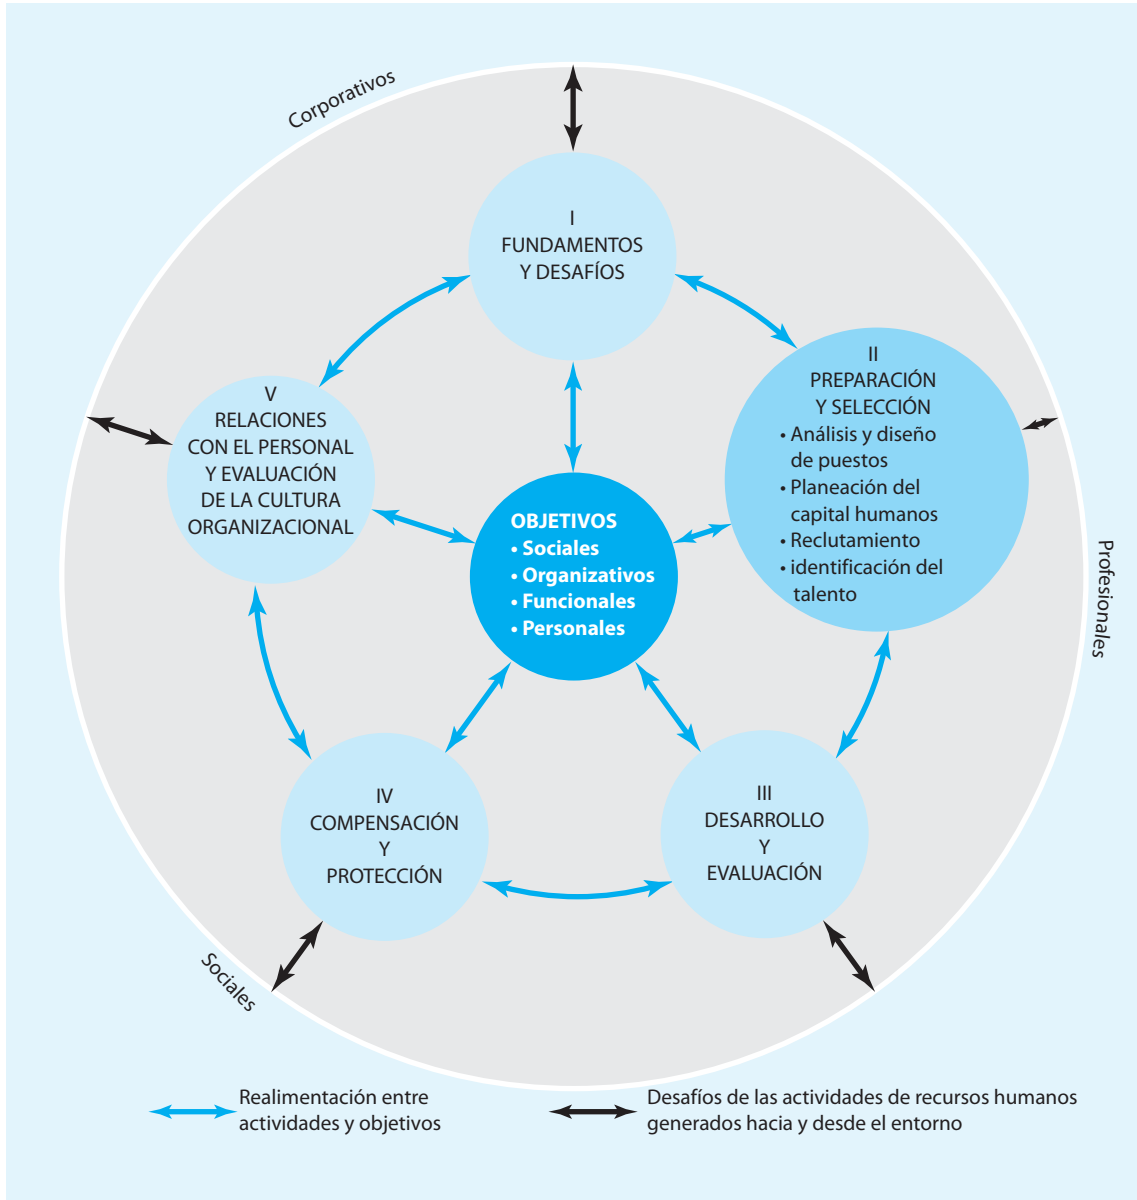 Corporativos
I
FUNDAMENTOS
Y DESAFÍOS
II
PREPARACIÓN
Y SELECCIÓN
• Análisis y diseño
de puestos
• Planeación del
capital humanos
• Reclutamiento
• identificación del
talento
V
RELACIONES
CON EL PERSONAL
Y EVALUACIÓN
DE LA CULTURA
ORGANIZACIONAL
OBJETIVOS
• Sociales
• Organizativos
• Funcionales
• Personales
Profesionales
IV
COMPENSACIÓN
Y
PROTECCIÓN
III
DESARROLLO
Y
EVALUACIÓN
Sociales
Realimentación entre
actividades y objetivos
Desafíos de las actividades de recursos humanos
generados hacia y desde el entorno